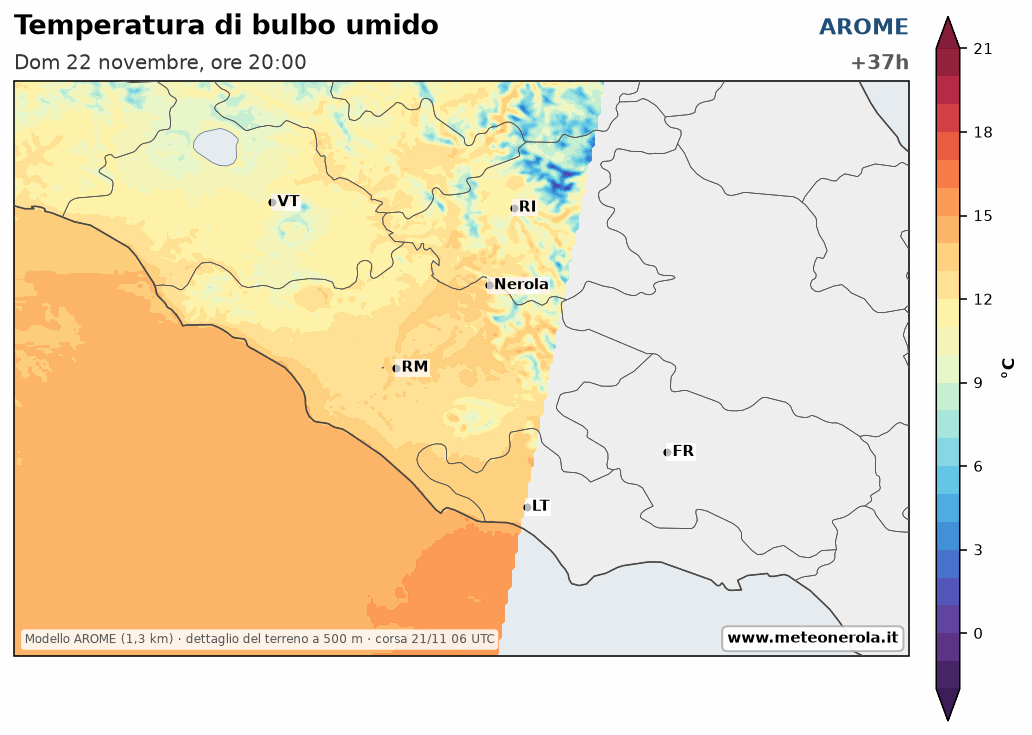 Temperatura di bulbo umido
AROME
Dom 22 novembre, ore 20:00
+37h
21
18
15
12
9
6
3
0
°C
VT
RI
Nerola
RM
FR
LT
Modello AROME (1,3 km) · dettaglio del terreno a 500 m · corsa 21/11 06 UTC
www.meteonerola.it